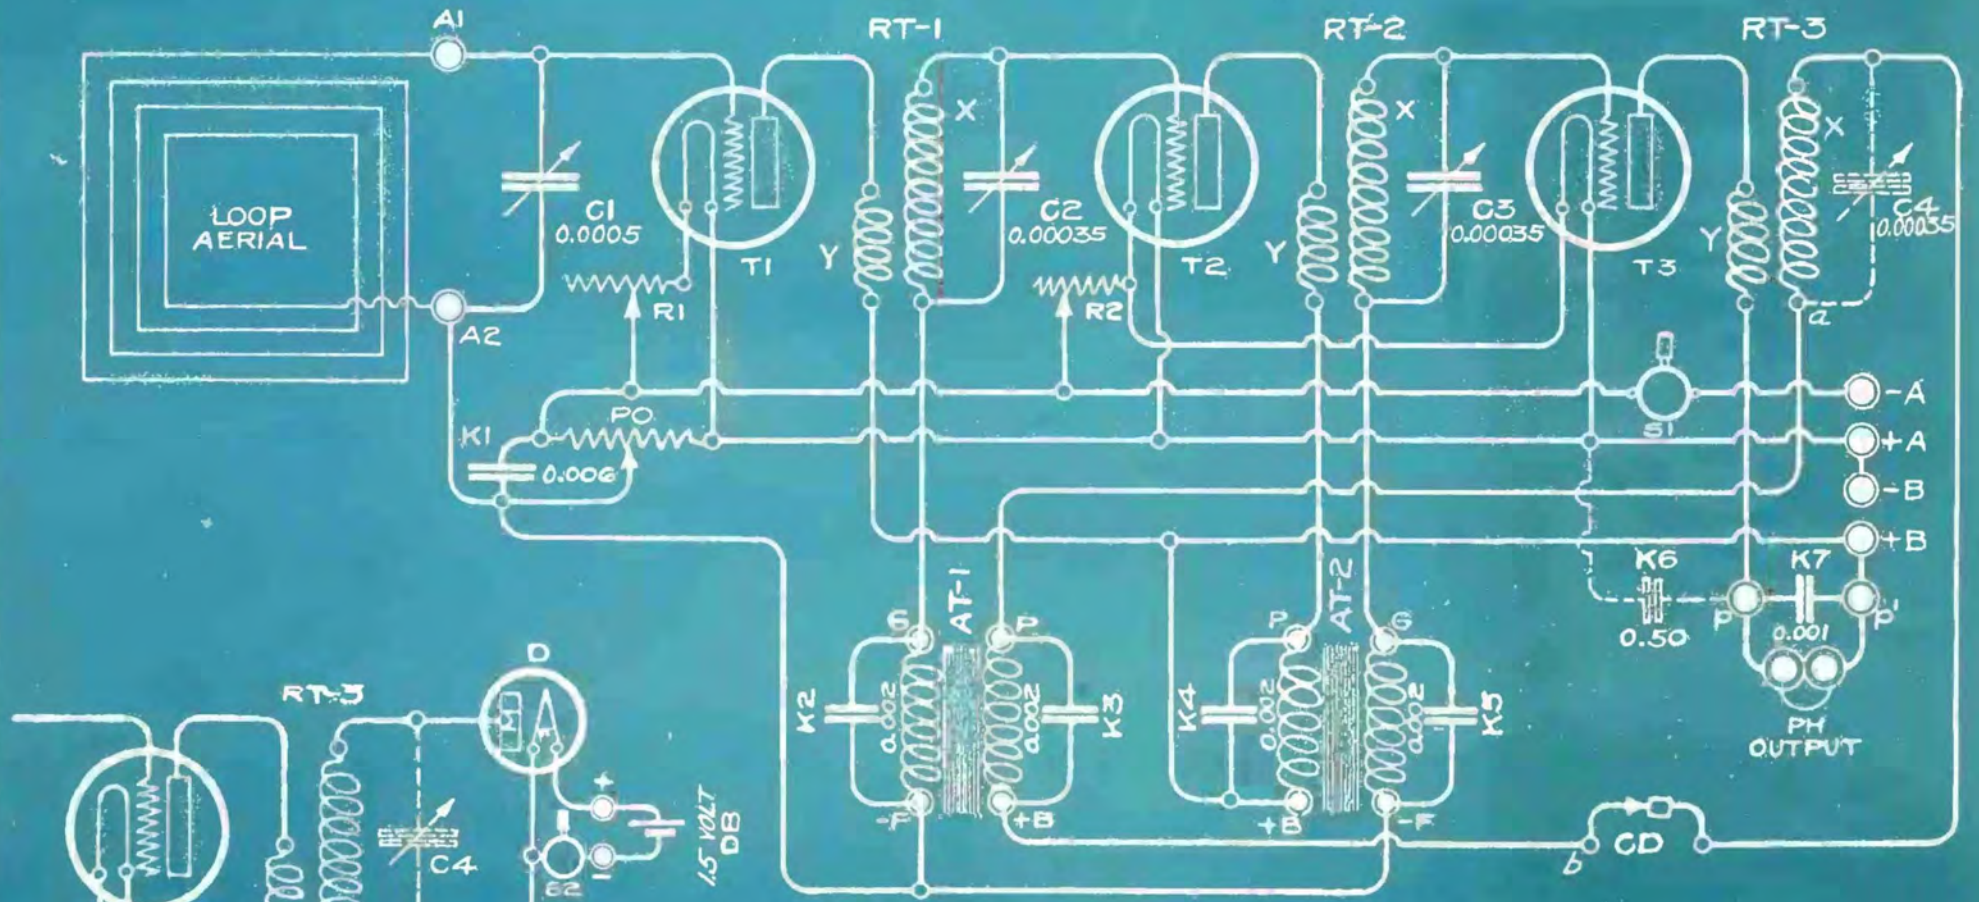 A1
RT-1
RT-2
RT-3
LOOP
AERIAL
C1
0.0005
T1
X
Y
C2
0.00035
T2
X
Y
C3
0.00035
T3
X
Y
C4
0.00035
a
A2
R1
R2
S1
-A
K1
PO
+A
0.006
-B
+B
K6
K7
0.50
P
0.001
P'
PH
OUTPUT
G
AT-1
P
K2
0.002
0.002
K3
-F
+B
P
AT-2
G
K4
0.002
0.002
K5
+B
-F
b
CD
RT-3
D
M
F
C4
+
S2
-
1.5 VOLT
DB